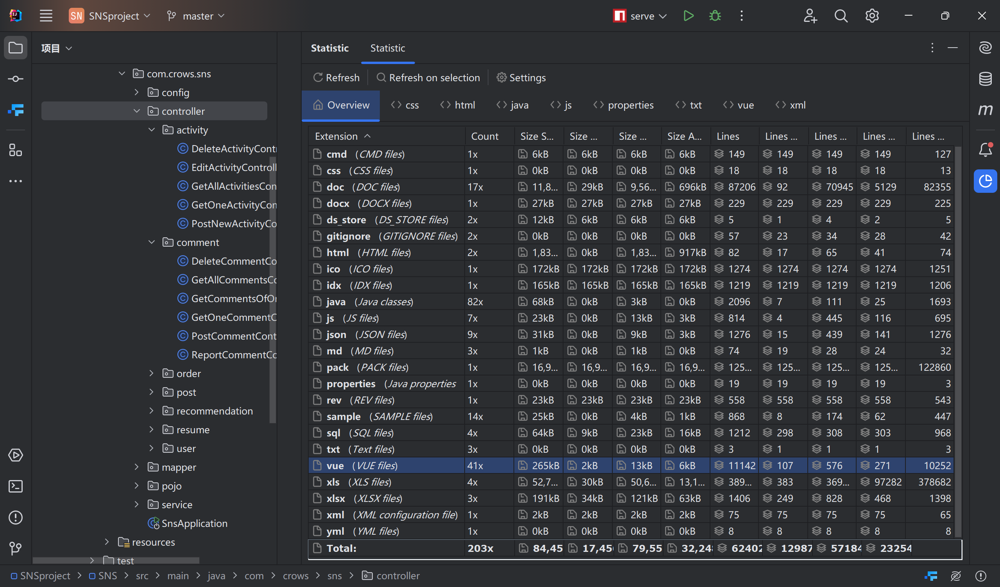 SN SNSproject master serve
项目
com.crows.sns
config
controller
activity
DeleteActivityContr
EditActivityControll
GetAllActivitiesCon
GetOneActivityCon
PostNewActivityCo
comment
DeleteCommentCo
GetAllCommentsCo
GetCommentsOfOr
GetOneCommentC
PostCommentCont
ReportCommentCo
order
post
recommendation
resume
user
mapper
pojo
service
SnsApplication
resources
test
Statistic Statistic
Refresh Refresh on selection Settings
Overview css html java js properties txt vue xml
Extension Count Size S... Size ... Size ... Size A... Lines Lines ... Lines ... Lines ... Lines ...
cmd (CMD files) 1x 6kB 6kB 6kB 6kB 149 149 149 149 127
css (CSS files) 1x 0kB 0kB 0kB 0kB 18 18 18 18 13
doc (DOC files) 17x 11,8... 29kB 9,56... 696kB 87206 92 70945 5129 82355
docx (DOCX files) 1x 27kB 27kB 27kB 27kB 229 229 229 229 225
ds_store (DS_STORE files) 2x 12kB 6kB 6kB 6kB 5 1 4 2 5
gitignore (GITIGNORE files) 2x 0kB 0kB 0kB 0kB 57 23 34 28 42
html (HTML files) 2x 1,83... 0kB 1,83... 917kB 82 17 65 41 74
ico (ICO files) 1x 172kB 172kB 172kB 172kB 1274 1274 1274 1274 1251
idx (IDX files) 1x 165kB 165kB 165kB 165kB 1219 1219 1219 1219 1206
java (Java classes) 82x 68kB 0kB 3kB 0kB 2096 7 111 25 1693
js (JS files) 7x 23kB 0kB 13kB 3kB 814 4 445 116 695
json (JSON files) 9x 31kB 0kB 9kB 3kB 1276 15 439 141 1276
md (MD files) 3x 1kB 0kB 1kB 0kB 74 19 28 24 32
pack (PACK files) 1x 16,9... 16,9... 16,9... 16,9... 125... 125... 125... 125... 122860
properties (Java properties 1x 0kB 0kB 0kB 0kB 19 19 19 19 3
rev (REV files) 1x 23kB 23kB 23kB 23kB 558 558 558 558 543
sample (SAMPLE files) 14x 25kB 0kB 4kB 1kB 868 8 174 62 447
sql (SQL files) 4x 64kB 9kB 23kB 16kB 1212 298 308 303 968
txt (Text files) 3x 0kB 0kB 0kB 0kB 3 1 1 1 3
vue (VUE files) 41x 265kB 2kB 13kB 6kB 11142 107 576 271 10252
xls (XLS files) 4x 52,7... 30kB 50,6... 13,1... 389... 383 369... 97282 378682
xlsx (XLSX files) 3x 191kB 34kB 121kB 63kB 1406 249 828 468 1398
xml (XML configuration file) 1x 2kB 2kB 2kB 2kB 75 75 75 75 65
yml (YML files) 1x 0kB 0kB 0kB 0kB 8 8 8 8 8
Total: 203x 84,45 17,45 79,55 32,24 62402 12987 57184 23254
SNSproject > SNS > src > main > java > com > crows > sns > controller